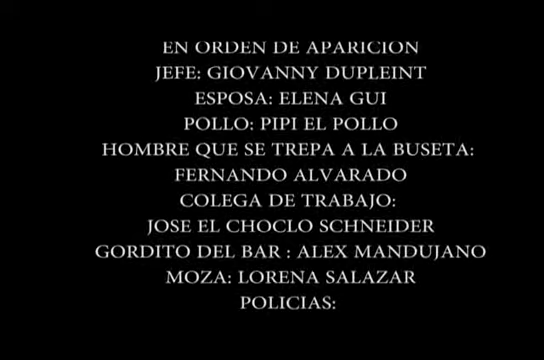 EN ORDEN DE APARICION
JEFE: GIOVANNY DUPLEINT
ESPOSA: ELENA GUI
POLLO: PIPI EL POLLO
HOMBRE QUE SE TREPA A LA BUSETA:
FERNANDO ALVARADO
COLEGA DE TRABAJO:
JOSE EL CHOCLO SCHNEIDER
GORDITO DEL BAR : ALEX MANDUJANO
MOZA: LORENA SALAZAR
POLICIAS: